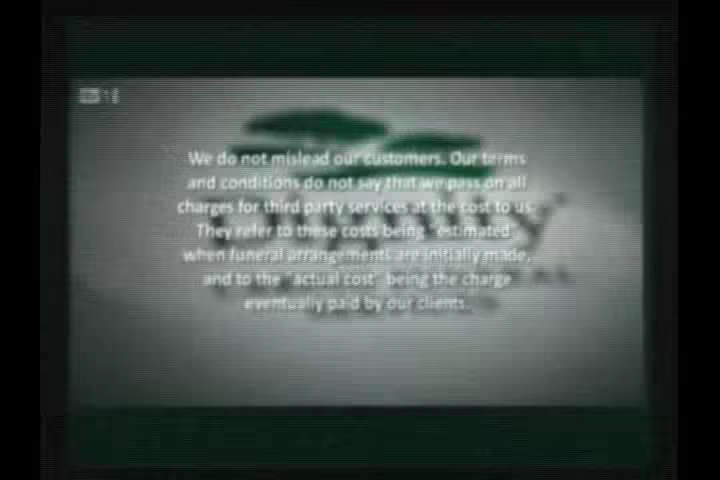 We do not mislead our customers. Our terms
and conditions do not say that we pass on all
charges for third party services at the cost to us.
They refer to these costs being "estimated"
when funeral arrangements are initially made,
and to the "actual cost" being the charge
eventually paid by our clients.
Dignity